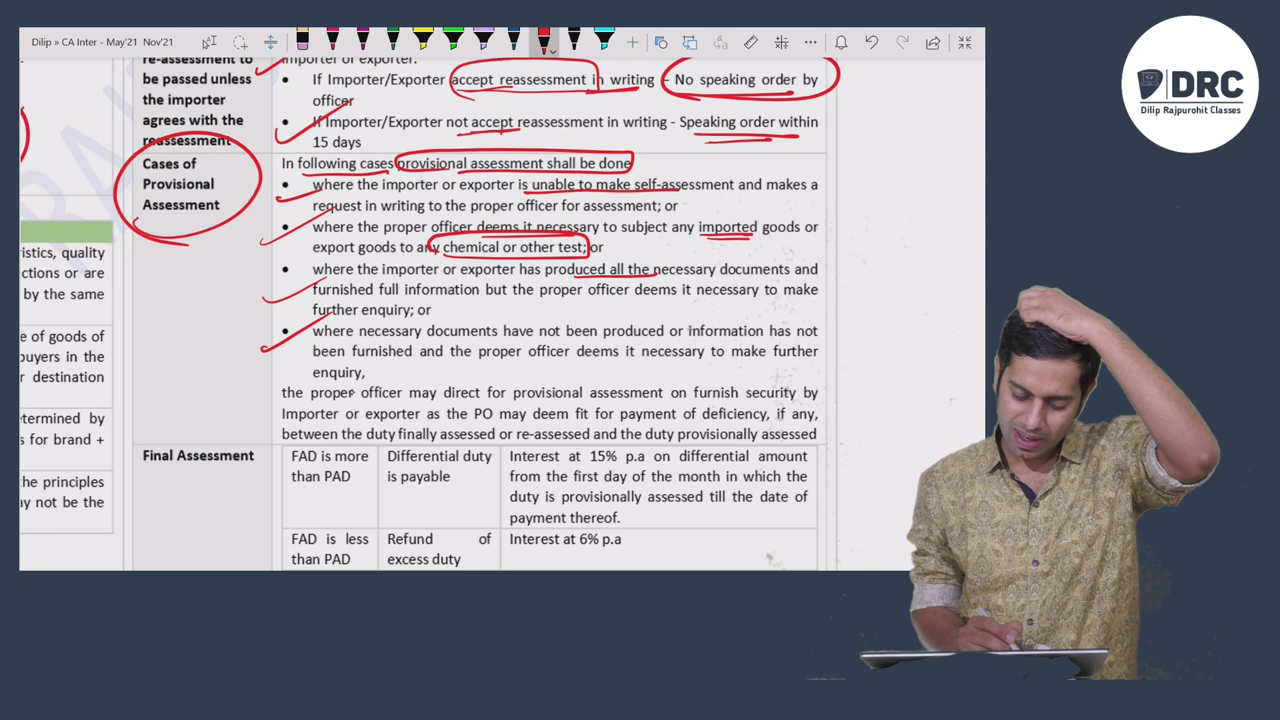 Dilip » CA Inter - May'21 Nov'21
DRC
Dilip Rajpurohit Classes
re-assessment to
be passed unless
the importer
agrees with the
reassessment
importer or exporter.
• If Importer/Exporter accept reassessment in writing - No speaking order by
officer
• If Importer/Exporter not accept reassessment in writing - Speaking order within
15 days
Cases of
Provisional
Assessment
In following cases provisional assessment shall be done
• where the importer or exporter is unable to make self-assessment and makes a
request in writing to the proper officer for assessment; or
• where the proper officer deems it necessary to subject any imported goods or
export goods to any chemical or other test; or
• where the importer or exporter has produced all the necessary documents and
furnished full information but the proper officer deems it necessary to make
further enquiry; or
• where necessary documents have not been produced or information has not
been furnished and the proper officer deems it necessary to make further
enquiry,
the proper officer may direct for provisional assessment on furnish security by
Importer or exporter as the PO may deem fit for payment of deficiency, if any,
between the duty finally assessed or re-assessed and the duty provisionally assessed
Final Assessment
FAD is more
than PAD
Differential duty
is payable
Interest at 15% p.a on differential amount
from the first day of the month in which the
duty is provisionally assessed till the date of
payment thereof.
FAD is less
than PAD
Refund of
excess duty
Interest at 6% p.a
quality
ctions or are
by the same
e of goods of
buyers in the
destination
etermined by
s for brand +
the principles
y not be the